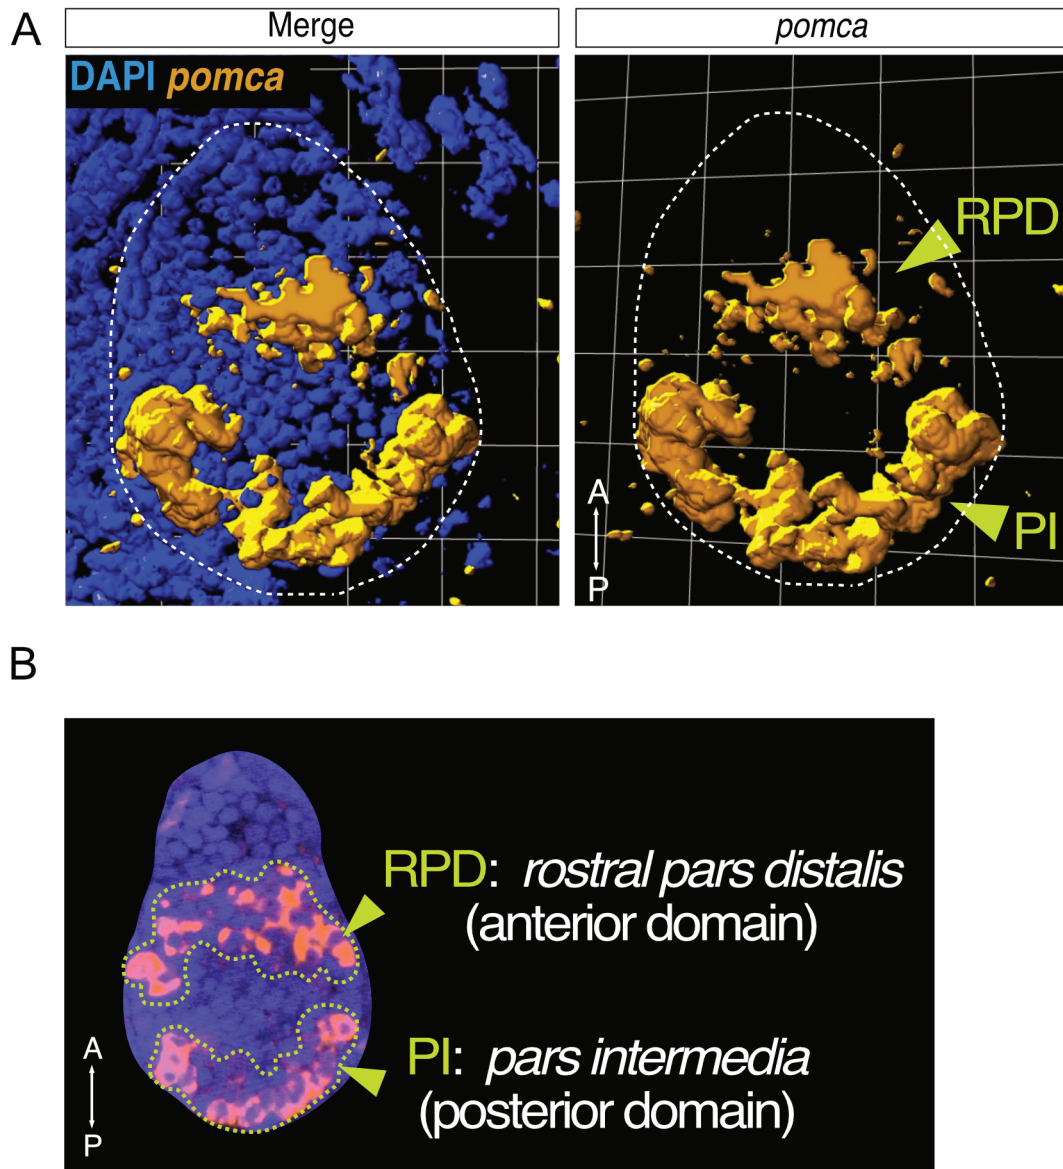 A
Merge
pomca
DAPI pomca
RPD
PI
A
P
B
RPD: rostral pars distalis
(anterior domain)
PI: pars intermedia
(posterior domain)
A
P